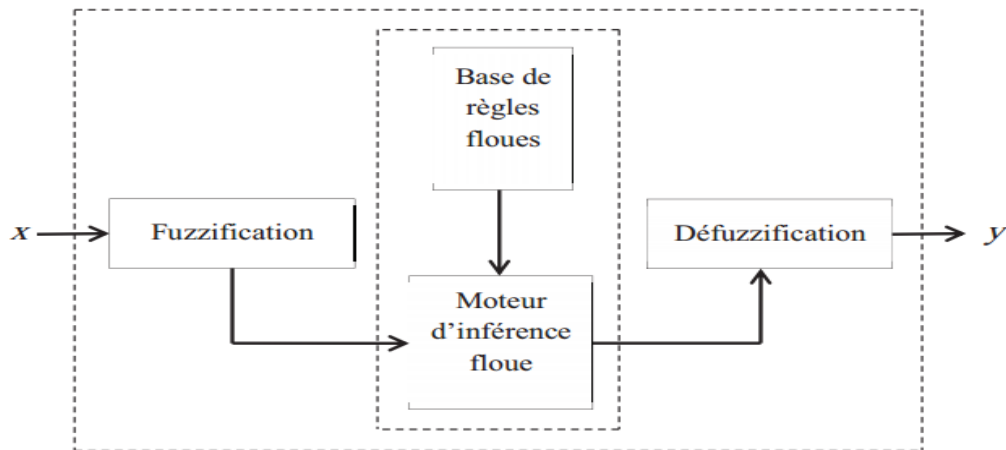 Base de
règles
floues
x
Fuzzification
Défuzzification
y
Moteur
d’inférence
floue